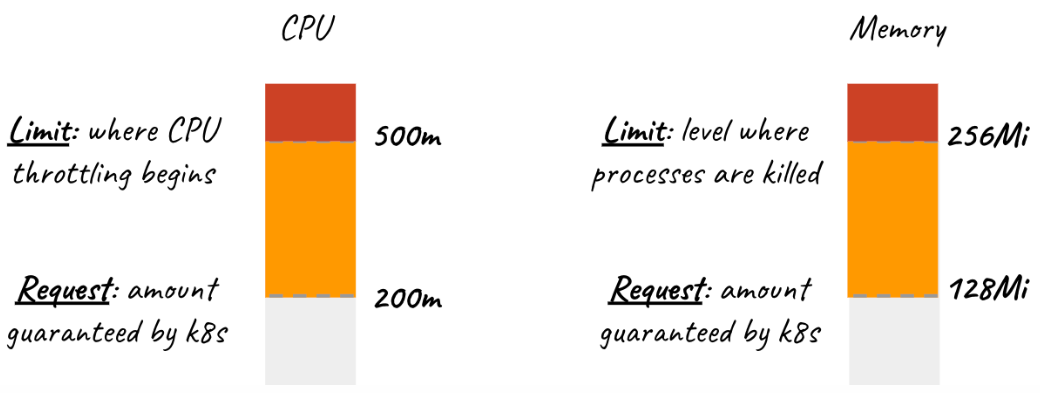 CPU
Limit: where CPU
throttling begins
500m
Request: amount
guaranteed by k8s
200m
Memory
Limit: level where
processes are killed
256Mi
Request: amount
guaranteed by k8s
128Mi